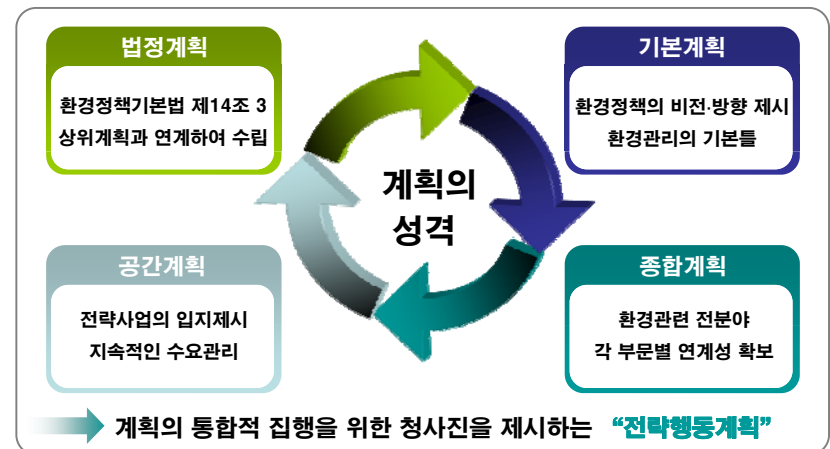 법정계획
환경정책기본법 제14조 3
상위계획과 연계하여 수립
기본계획
환경정책의 비전·방향 제시
환경관리의 기본틀
계획의
성격
공간계획
전략사업의 입지제시
지속적인 수요관리
종합계획
환경관련 전분야
각 부문별 연계성 확보
계획의 통합적 집행을 위한 청사진을 제시하는 “전략행동계획”